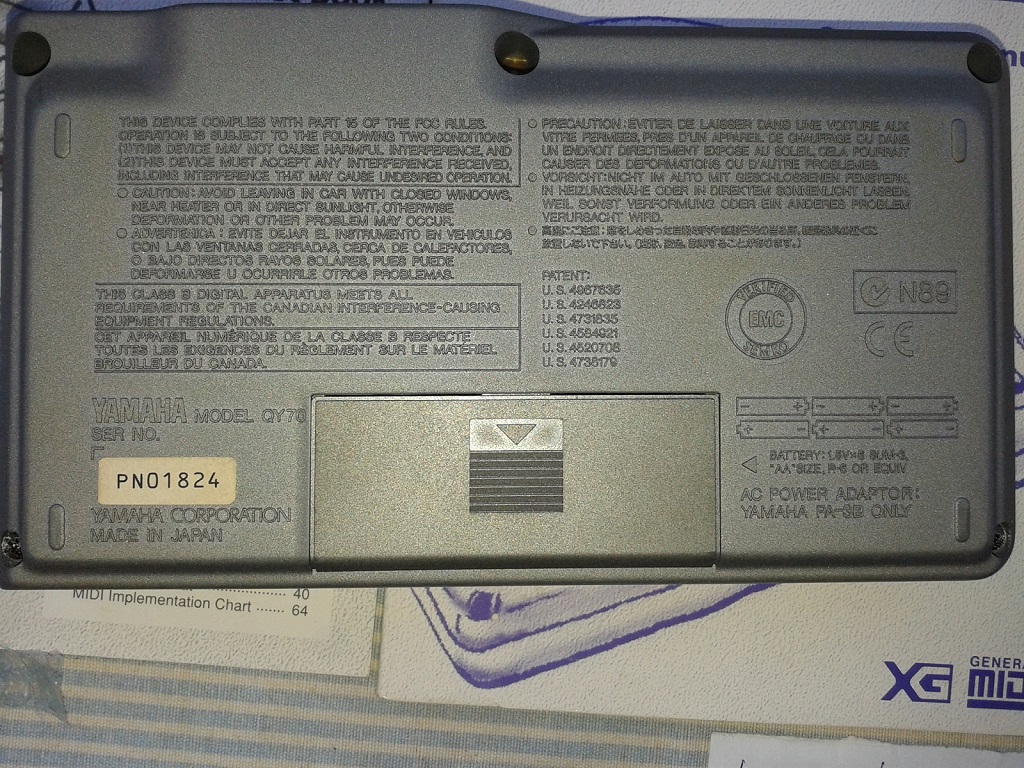 THIS DEVICE COMPLIES WITH PART 15 OF THE FCC RULES.
OPERATION IS SUBJECT TO THE FOLLOWING TWO CONDITIONS:
(1)THIS DEVICE MAY NOT CAUSE HARMFUL INTERFERENCE, AND
(2)THIS DEVICE MUST ACCEPT ANY INTERFERENCE RECEIVED,
INCLUDING INTERFERENCE THAT MAY CAUSE UNDESIRED OPERATION.
○ CAUTION: AVOID LEAVING IN CAR WITH CLOSED WINDOWS,
NEAR HEATER OR IN DIRECT SUNLIGHT, OTHERWISE
DEFORMATION OR OTHER PROBLEM MAY OCCUR.
○ ADVERTENCIA: EVITE DEJAR EL INSTRUMENTO EN VEHICULOS
CON LAS VENTANAS CERRADAS, CERCA DE CALEFACTORES,
O BAJO DIRECTOS RAYOS SOLARES, PUES PUEDE
DEFORMARSE U OCURRIRLE OTROS PROBLEMAS.
THIS CLASS B DIGITAL APPARATUS MEETS ALL
REQUIREMENTS OF THE CANADIAN INTERFERENCE-CAUSING
EQUIPMENT REGULATIONS.
CET APPAREIL NUMÉRIQUE DE LA CLASSE B RESPECTE
TOUTES LES EXIGENCES DU RÈGLEMENT SUR LE MATÉRIEL
BROUILLEUR DU CANADA.
○ PRECAUTION: EVITER DE LAISSER DANS UNE VOITURE AUX
VITRE FERMEES, PRES D'UN APPAREIL DE CHAUFFAGE OU DANS
UN ENDROIT DIRECTEMENT EXPOSE AU SOLEIL, CELA POURRAIT
CAUSER DES DEFORMATIONS OU D'AUTRE PROBLEMES.
○ VORSICHT: NICHT IM AUTO MIT GESCHLOSSENEN FENSTERN,
IN HEIZUNGSNÄHE ODER IN DIREKTEM SONNENLICHT LASSEN,
WEIL SONST VERFORMUNG ODER EIN ANDERES PROBLEM
VERURSACHT WIRD.
PATENT:
U. S. 4967635
U. S. 4246823
U. S. 4731835
U. S. 4584921
U. S. 4520708
U. S. 4738179
VERIFIED
EMC
SEMKO
N89
CE
YAMAHA MODEL QY70
SER NO.
PN01824
YAMAHA CORPORATION
MADE IN JAPAN
BATTERY: 1.5V×6 SUM-3,
"AA" SIZE, R-6 OR EQUIV
AC POWER ADAPTOR:
YAMAHA PA-3B ONLY
40
MIDI Implementation Chart ....... 64
XG
MIDI